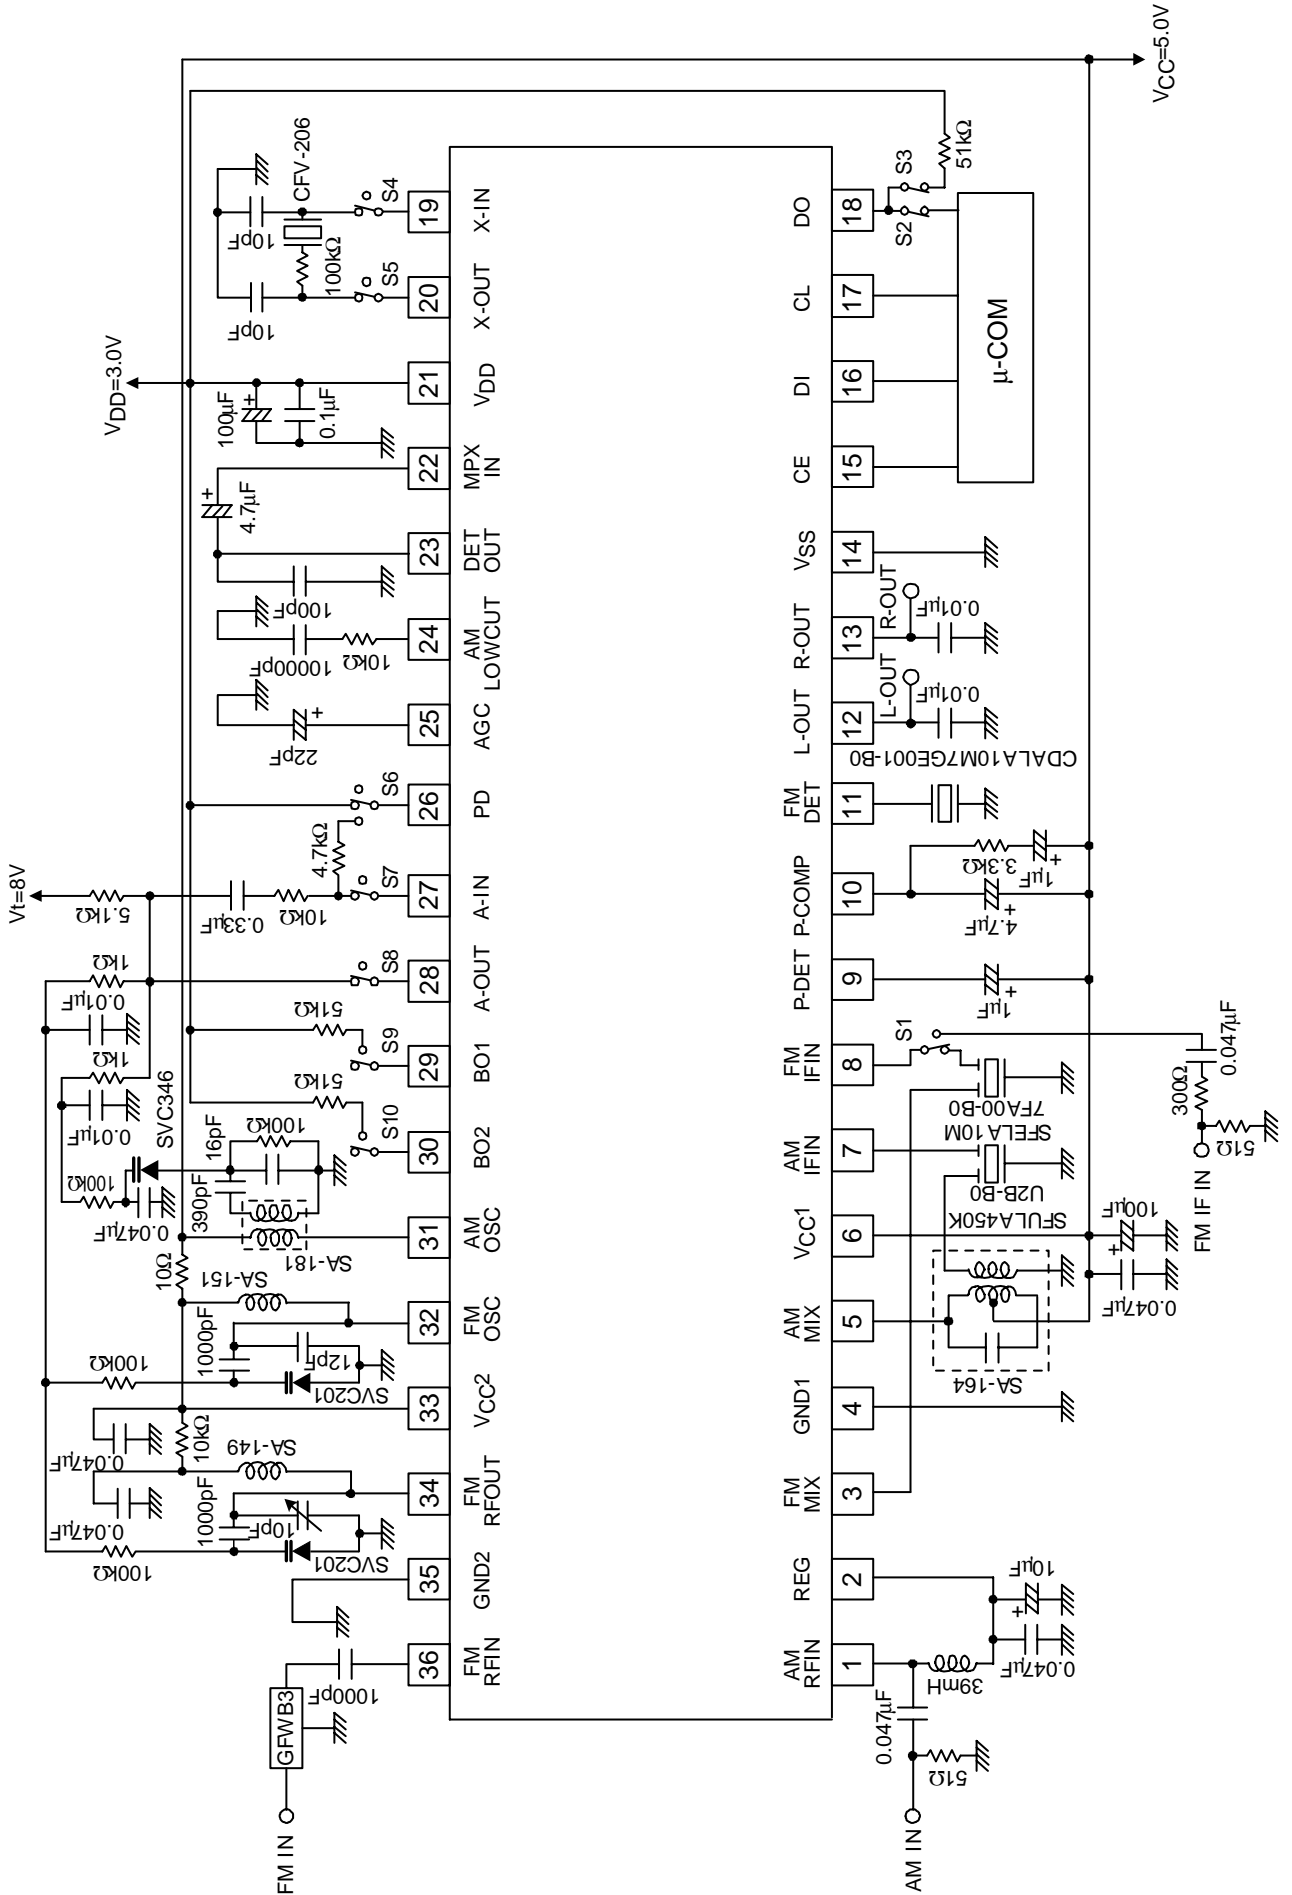 VCC=5.0V
VDD=3.0V
Vt=8V
10pF
10pF
CFV-206
100kΩ
S4
S5
19
X-IN
20
X-OUT
100µF
+
0.1µF
21
VDD
+
4.7µF
22
MPX
IN
23
DET
OUT
100pF
10000pF
10kΩ
24
AM
LOWCUT
22pF
+
25
AGC
S6
26
PD
4.7kΩ
S7
5.1kΩ
0.33µF
10kΩ
27
A-IN
1kΩ
0.01µF
S8
28
A-OUT
51kΩ
S9
29
BO1
1kΩ
0.01µF
SVC346
51kΩ
S10
30
BO2
100kΩ
0.047µF
16pF
100kΩ
390pF
SA-181
31
AM
OSC
10Ω
SA-151
1000pF
12pF
32
FM
OSC
100kΩ
SVC201
33
VCC2
0.047µF
10kΩ
SA-149
0.047µF
1000pF
10pF
34
FM
RFOUT
100kΩ
SVC201
35
GND2
36
FM
RFIN
1000pF
GFWB3
FM IN
18
DO
S3
S2
51kΩ
17
CL
16
DI
15
CE
µ-COM
14
VSS
13
R-OUT
R-OUT
0.01µF
12
L-OUT
L-OUT
0.01µF
11
FM
DET
CDALA10M7GE001-B0
10
P-COMP
3.3kΩ
1µF
+
4.7µF
+
9
P-DET
1µF
+
8
FM
IFIN
S1
SFELA10M
7FA00-B0
0.047µF
300Ω
51Ω
FM IF IN
7
AM
IFIN
SFULA450K
U2B-B0
6
VCC1
100µF
+
0.047µF
5
AM
MIX
SA-164
4
GND1
3
FM
MIX
2
REG
10µF
+
0.047µF
1
AM
RFIN
39mH
0.047µF
51Ω
AM IN